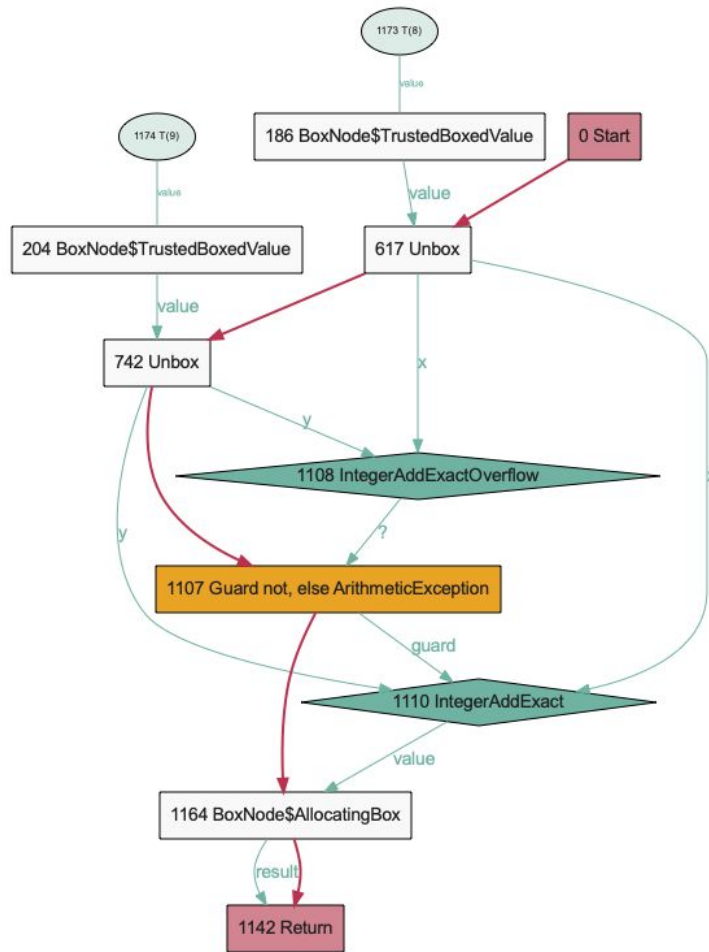 1173 T(8)
value
1174 T(9)
186 BoxNode$TrustedBoxedValue
0 Start
value
value
204 BoxNode$TrustedBoxedValue
617 Unbox
value
742 Unbox
x
y
1108 IntegerAddExactOverflow
y
?
1107 Guard not, else ArithmeticException
guard
1110 IntegerAddExact
value
1164 BoxNode$AllocatingBox
result
1142 Return